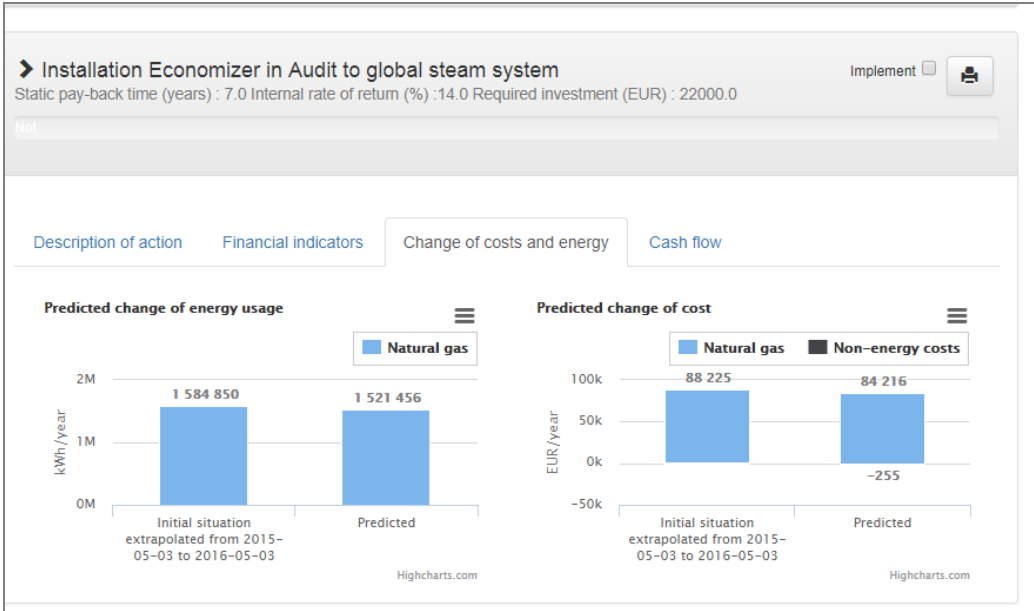 Installation Economizer in Audit to global steam system
Implement
Static pay-back time (years) : 7.0 Internal rate of return (%) :14.0 Required investment (EUR) : 22000.0
Not
Description of action
Financial indicators
Change of costs and energy
Cash flow
Predicted change of energy usage
Natural gas
2M
1M
0M
kWh/year
1 584 850
1 521 456
Initial situation
extrapolated from 2015-
05-03 to 2016-05-03
Predicted
Highcharts.com
Predicted change of cost
Natural gas
Non-energy costs
100k
50k
0k
-50k
EUR/year
88 225
84 216
-255
Initial situation
extrapolated from 2015-
05-03 to 2016-05-03
Predicted
Highcharts.com